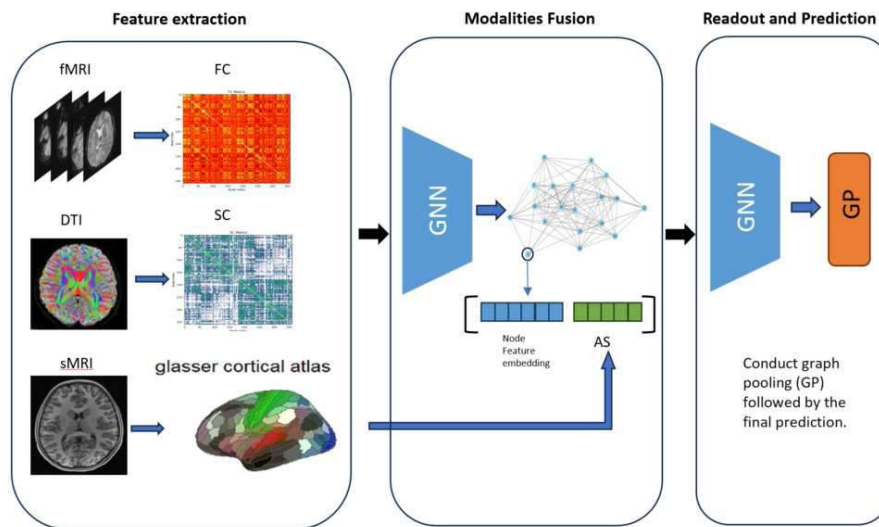 Feature extraction
Modalities Fusion
Readout and Prediction
fMRI
FC
DTI
SC
sMRI
glasser cortical atlas
GNN
Node
Feature
embedding
AS
GNN
GP
Conduct graph
pooling (GP)
followed by the
final prediction.